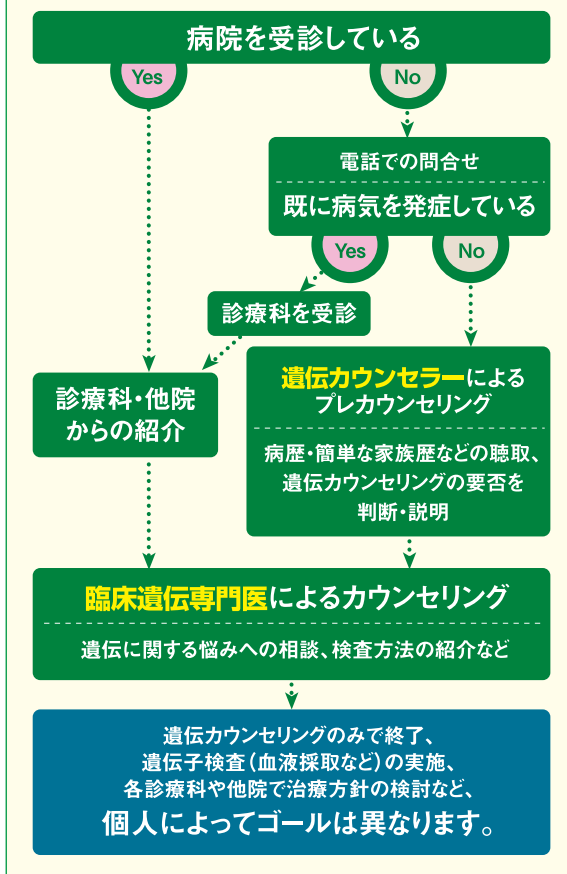 病院を受診している
Yes
No
電話での問合せ
既に病気を発症している
Yes
No
診療科を受診
診療科・他院
からの紹介
遺伝カウンセラーによる
プレカウンセリング
病歴・簡単な家族歴などの聴取、
遺伝カウンセリングの要否を
判断・説明
臨床遺伝専門医によるカウンセリング
遺伝に関する悩みへの相談、検査方法の紹介など
遺伝カウンセリングのみで終了、
遺伝子検査（血液採取など）の実施、
各診療科や他院で治療方針の検討など、
個人によってゴールは異なります。